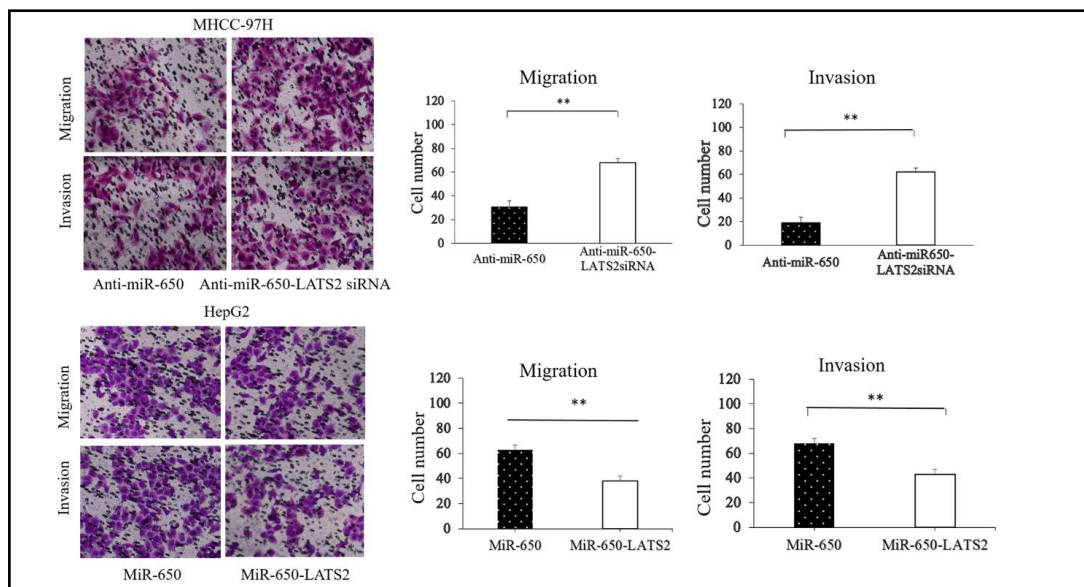 MHCC-97H
Migration
Invasion
Anti-miR-650 Anti-miR-650-LATS2 siRNA
Migration
Cell number
120
100
80
60
40
20
0
**
Anti-miR-650
Anti-miR-650-
LATS2siRNA
Invasion
Cell number
120
100
80
60
40
20
0
**
Anti-miR-650
Anti-miR650-
LATS2siRNA
HepG2
Migration
Invasion
MiR-650 MiR-650-LATS2
Migration
Cell number
120
100
80
60
40
20
0
**
MiR-650 MiR-650-LATS2
Invasion
Cell number
120
100
80
60
40
20
0
**
MiR-650 MiR-650-LATS2